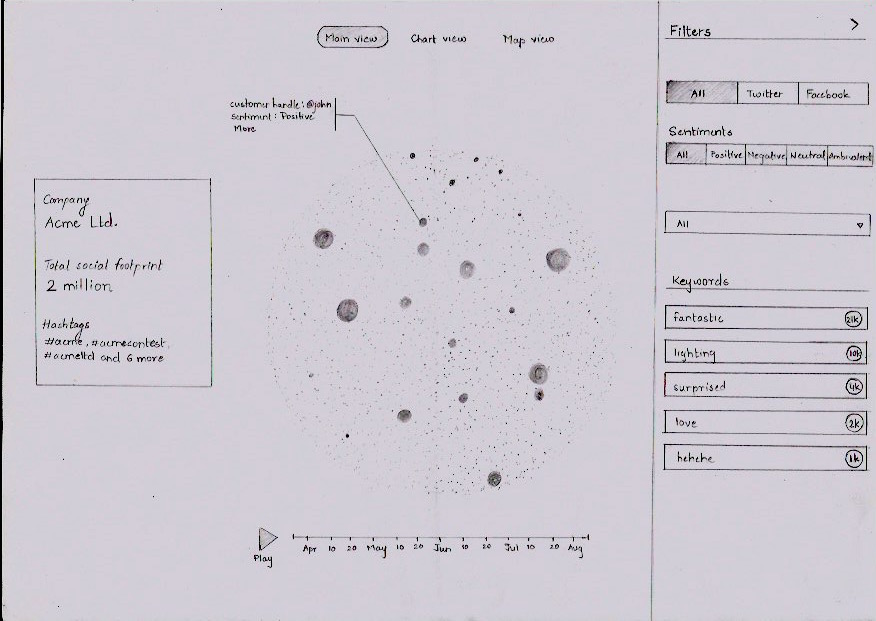 Main view
Chart view
Map view
Filters
>
customer handle: @john
sentiment: Positive
More
All
Twitter
Facebook
Sentiments
All
Positive
Negative
Neutral
Ambivalent
All
Company
Acme Ltd.
Total social footprint
2 million
Hashtags
#acme, #acmecontest,
#acmeltd and 6 more
Keywords
fantastic 21k
lighting 10k
surprised 4k
love 2k
hehehe 1k
Play
Apr 10 20 May 10 20 Jun 10 20 Jul 10 20 Aug